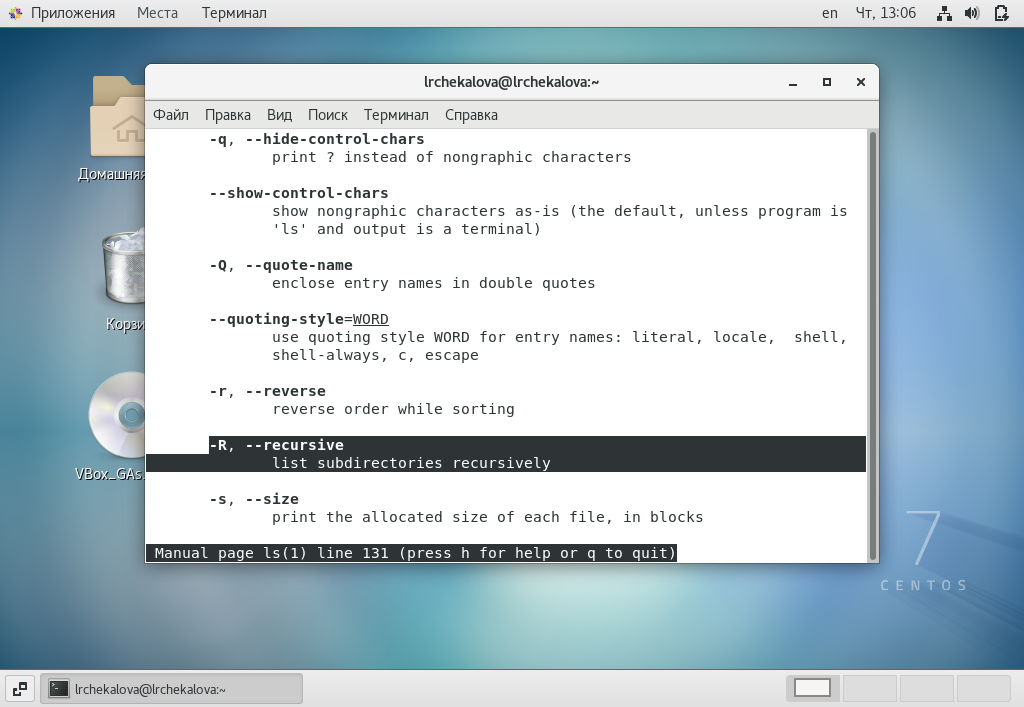 Приложения Места Терминал en Чт, 13:06
lrchekalova@lrchekalova:~
Файл Правка Вид Поиск Терминал Справка
-q, --hide-control-chars
print ? instead of nongraphic characters
--show-control-chars
show nongraphic characters as-is (the default, unless program is
'ls' and output is a terminal)
-Q, --quote-name
enclose entry names in double quotes
--quoting-style=WORD
use quoting style WORD for entry names: literal, locale,  shell,
shell-always, c, escape
-r, --reverse
reverse order while sorting
-R, --recursive
list subdirectories recursively
-s, --size
print the allocated size of each file, in blocks
Manual page ls(1) line 131 (press h for help or q to quit)
Домашняя
Корзи
VBox_GAs
7
CENTOS
lrchekalova@lrchekalova:~